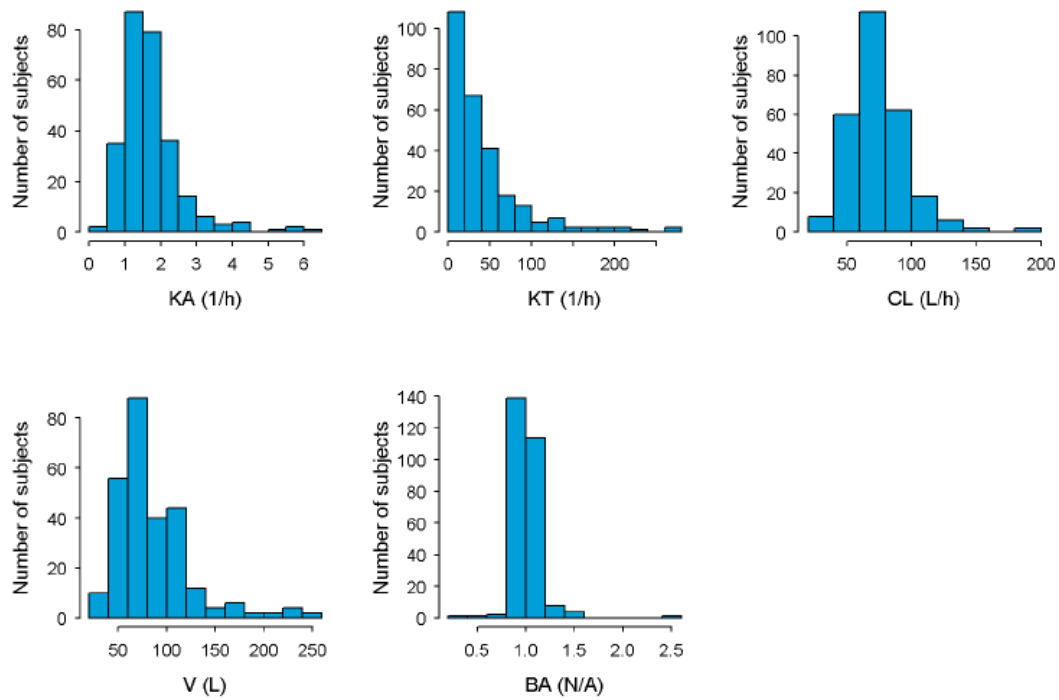 Number of subjects
80
60
40
20
0
0 1 2 3 4 5 6
KA (1/h)
Number of subjects
100
80
60
40
20
0
0 50 100 200
KT (1/h)
Number of subjects
100
80
60
40
20
0
50 100 150 200
CL (L/h)
Number of subjects
80
60
40
20
0
50 100 150 200 250
V (L)
Number of subjects
140
120
100
80
60
40
20
0
0.5 1.0 1.5 2.0 2.5
BA (N/A)